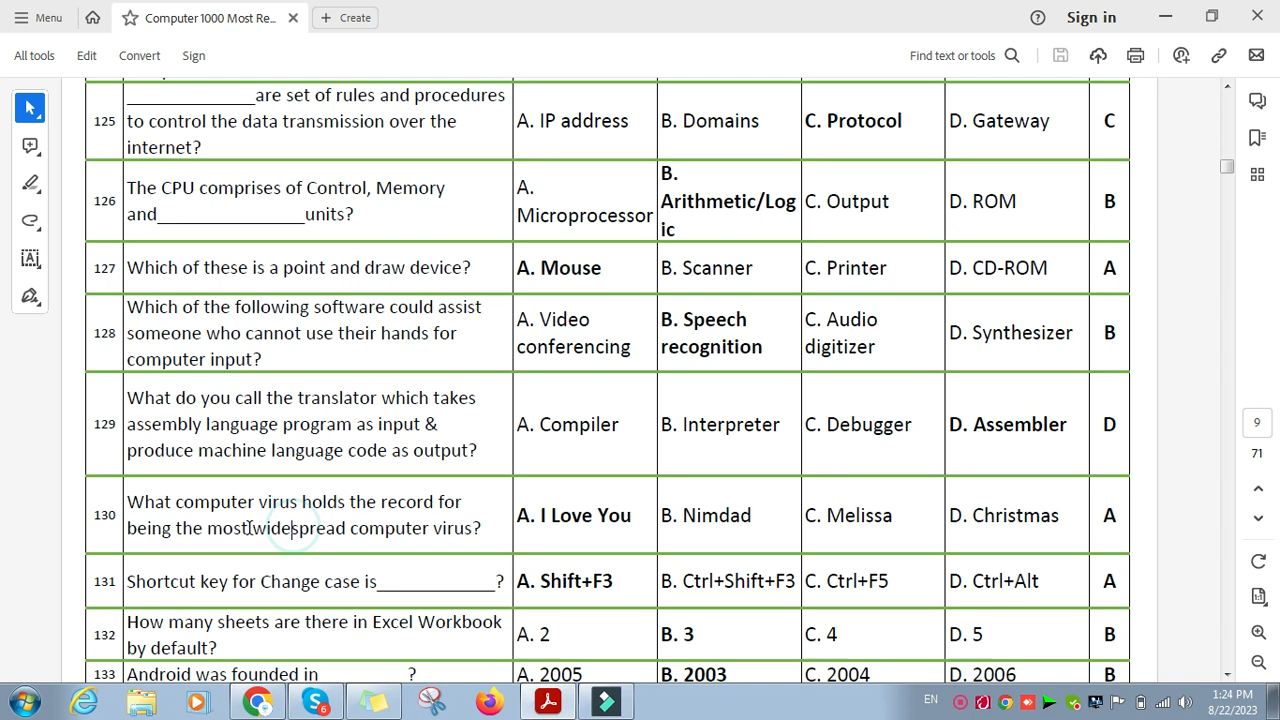 Menu
Computer 1000 Most Re...
Create
Sign in
All tools
Edit
Convert
Sign
Find text or tools
125
______________are set of rules and procedures
to control the data transmission over the
internet?
A. IP address
B. Domains
C. Protocol
D. Gateway
C
126
The CPU comprises of Control, Memory
and________________units?
A.
Microprocessor
B.
Arithmetic/Log
ic
C. Output
D. ROM
B
127
Which of these is a point and draw device?
A. Mouse
B. Scanner
C. Printer
D. CD-ROM
A
128
Which of the following software could assist
someone who cannot use their hands for
computer input?
A. Video
conferencing
B. Speech
recognition
C. Audio
digitizer
D. Synthesizer
B
129
What do you call the translator which takes
assembly language program as input &
produce machine language code as output?
A. Compiler
B. Interpreter
C. Debugger
D. Assembler
D
130
What computer virus holds the record for
being the most widespread computer virus?
A. I Love You
B. Nimdad
C. Melissa
D. Christmas
A
131
Shortcut key for Change case is_____________?
A. Shift+F3
B. Ctrl+Shift+F3
C. Ctrl+F5
D. Ctrl+Alt
A
132
How many sheets are there in Excel Workbook
by default?
A. 2
B. 3
C. 4
D. 5
B
133
Android was founded in__________?
A. 2005
B. 2003
C. 2004
D. 2006
B
9
71
6
EN
1:24 PM
8/22/2023